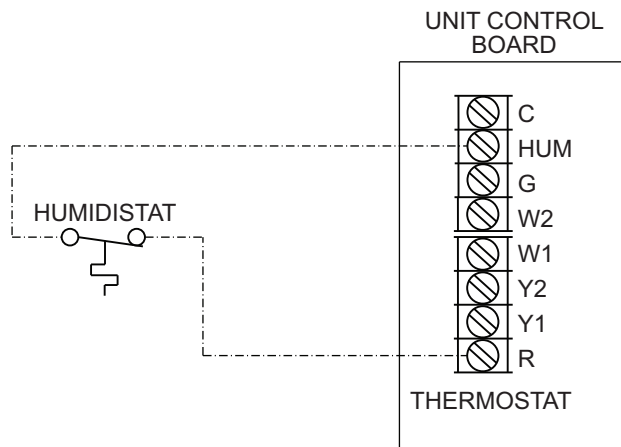 UNIT CONTROL
BOARD
C
HUM
G
HUMIDISTAT
W2
W1
Y2
Y1
R
THERMOSTAT